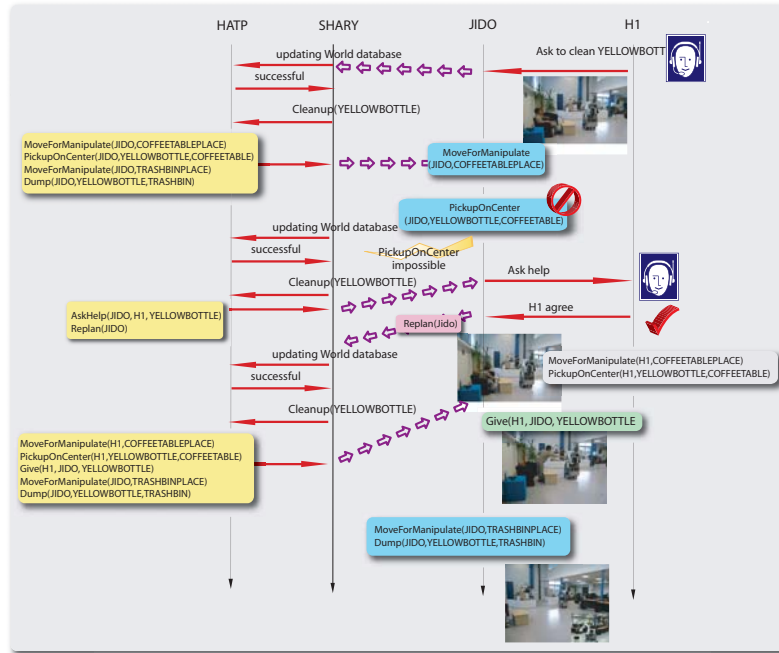 HATP SHARY JIDO H1
updating World database
Ask to clean YELLOWBOTT
successful
Cleanup(YELLOWBOTTLE)
MoveForManipulate(JIDO,COFFEETABLEPLACE)
PickupOnCenter(JIDO,YELLOWBOTTLE,COFFEETABLE)
MoveForManipulate(JIDO,TRASHBINPLACE)
Dump(JIDO,YELLOWBOTTLE,TRASHBIN)
MoveForManipulate
(JIDO,COFFEETABLEPLACE)
PickupOnCenter
(JIDO,YELLOWBOTTLE,COFFEETABLE)
updating World database
successful
PickupOnCenter
impossible
Ask help
Cleanup(YELLOWBOTTLE)
AskHelp(JIDO, H1, YELLOWBOTTLE)
Replan(JIDO)
H1 agree
Replan(Jido)
updating World database
successful
MoveForManipulate(H1,COFFEETABLEPLACE)
PickupOnCenter(H1,YELLOWBOTTLE,COFFEETABLE)
Cleanup(YELLOWBOTTLE)
Give(H1, JIDO, YELLOWBOTTLE
MoveForManipulate(H1,COFFEETABLEPLACE)
PickupOnCenter(H1,YELLOWBOTTLE,COFFEETABLE)
Give(H1, JIDO, YELLOWBOTTLE)
MoveForManipulate(JIDO,TRASHBINPLACE)
Dump(JIDO,YELLOWBOTTLE,TRASHBIN)
MoveForManipulate(JIDO,TRASHBINPLACE)
Dump(JIDO,YELLOWBOTTLE,TRASHBIN)